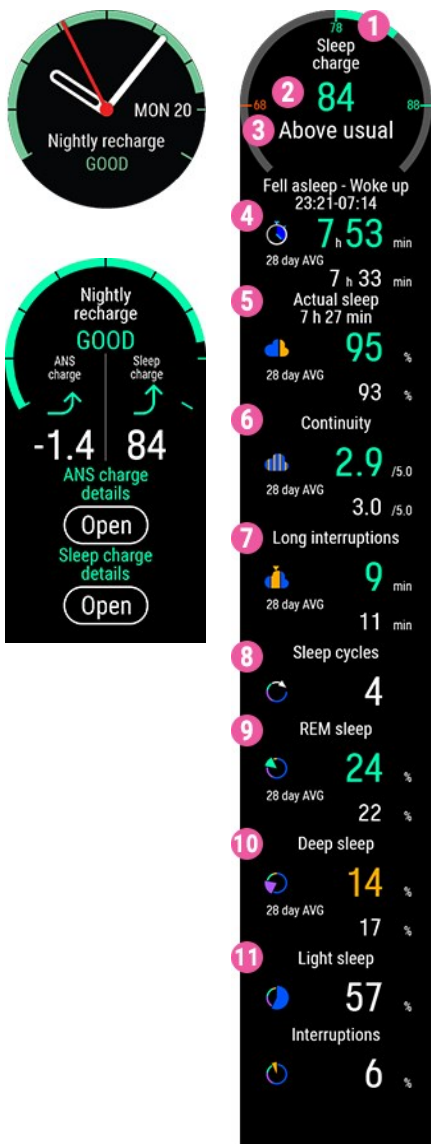 MON 20
Nightly recharge
GOOD
Nightly
recharge
GOOD
ANS
charge
Sleep
charge
-1.4
84
ANS charge
details
Open
Sleep charge
details
Open
1
78
Sleep
charge
2
84
68
88
3
Above usual
Fell asleep - Woke up
23:21-07:14
4
7 h 53 min
28 day AVG
7 h 33 min
5
Actual sleep
7 h 27 min
95 %
28 day AVG
93 %
6
Continuity
2.9 /5.0
28 day AVG
3.0 /5.0
7
Long interruptions
9 min
28 day AVG
11 min
8
Sleep cycles
4
9
REM sleep
24 %
28 day AVG
22 %
10
Deep sleep
14 %
28 day AVG
17 %
11
Light sleep
57 %
Interruptions
6 %